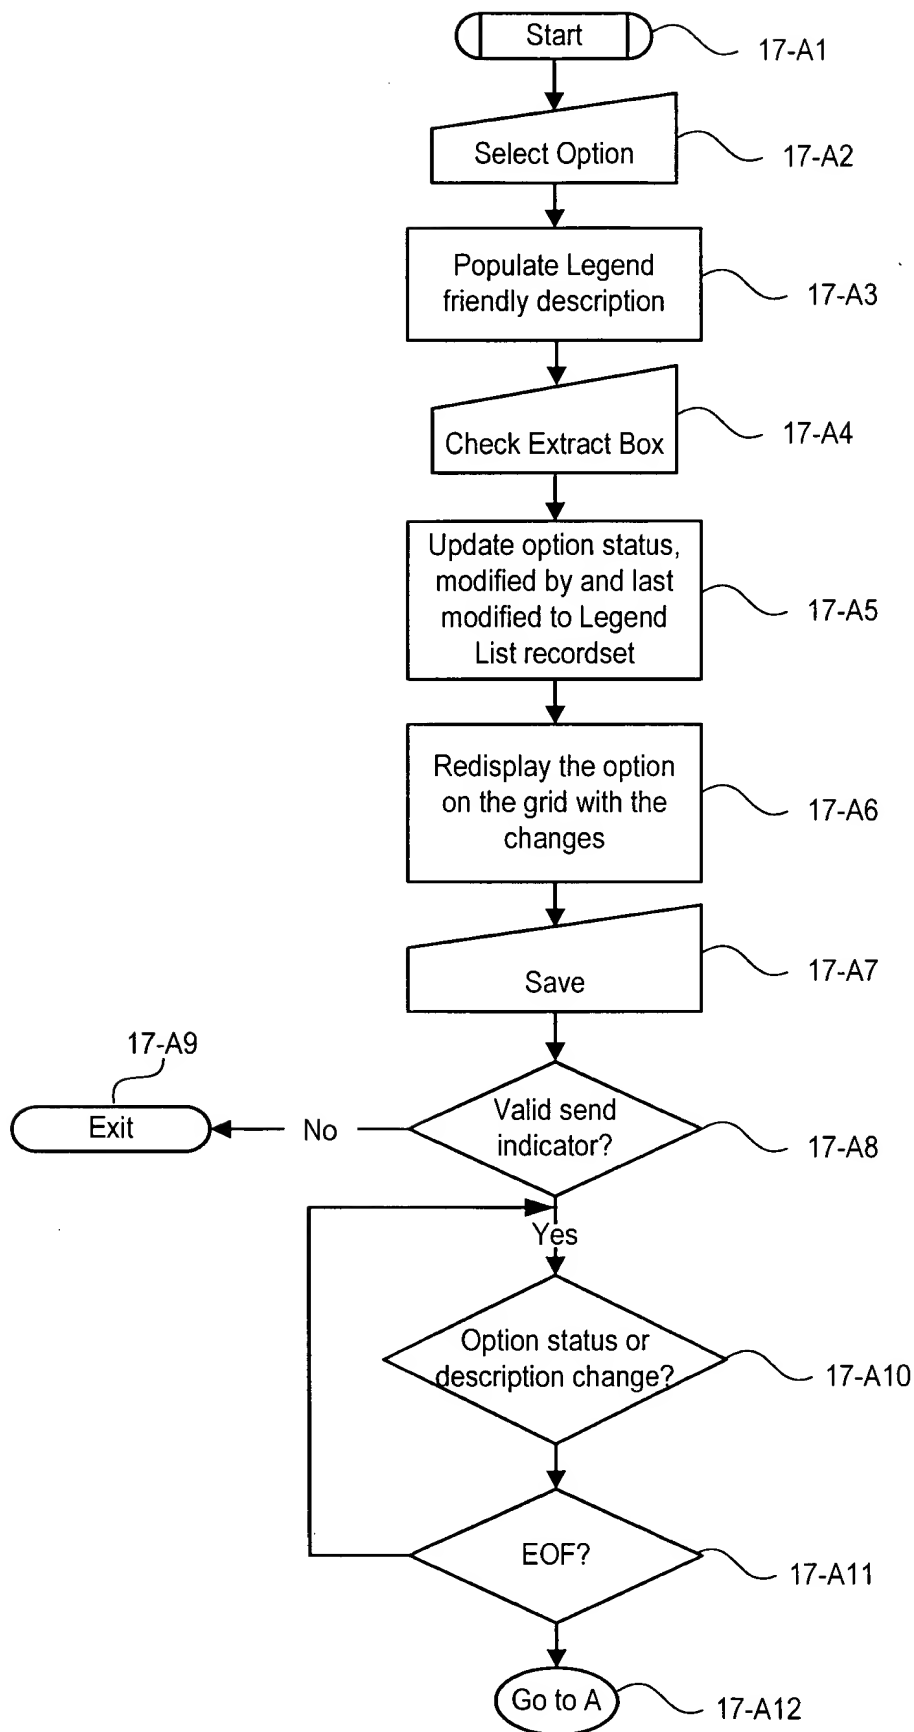 Start
17-A1
Select Option
17-A2
Populate Legend
friendly description
17-A3
Check Extract Box
17-A4
Update option status,
modified by and last
modified to Legend
List recordset
17-A5
Redisplay the option
on the grid with the
changes
17-A6
Save
17-A7
17-A9
Exit
No
Valid send
indicator?
17-A8
Yes
Option status or
description change?
17-A10
EOF?
17-A11
Go to A
17-A12